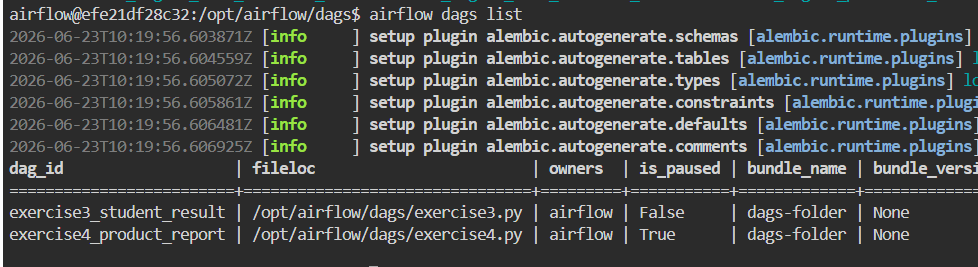 airflow@efe21df28c32:/opt/airflow/dags$ airflow dags list
2026-06-23T10:19:56.603871Z [info     ] setup plugin alembic.autogenerate.schemas [alembic.runtime.plugins]
2026-06-23T10:19:56.604559Z [info     ] setup plugin alembic.autogenerate.tables [alembic.runtime.plugins] l
2026-06-23T10:19:56.605072Z [info     ] setup plugin alembic.autogenerate.types [alembic.runtime.plugins] lo
2026-06-23T10:19:56.605861Z [info     ] setup plugin alembic.autogenerate.constraints [alembic.runtime.plugin
2026-06-23T10:19:56.606481Z [info     ] setup plugin alembic.autogenerate.defaults [alembic.runtime.plugins]
2026-06-23T10:19:56.606925Z [info     ] setup plugin alembic.autogenerate.comments [alembic.runtime.plugins]
dag_id                   | fileloc                        | owners  | is_paused | bundle_name | bundle_versi
=========================+================================+=========+===========+=============+=============
exercise3_student_result | /opt/airflow/dags/exercise3.py | airflow | False     | dags-folder | None
exercise4_product_report | /opt/airflow/dags/exercise4.py | airflow | True      | dags-folder | None